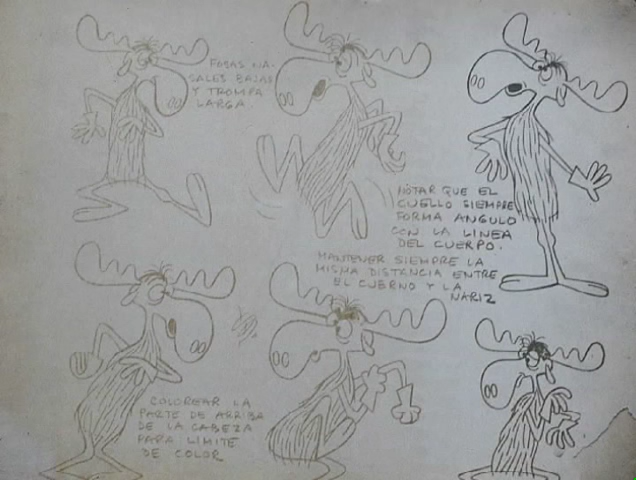 FOSAS NA-
SALES BAJAS
Y TROMPA
LARGA
NOTAR QUE EL
CUELLO SIEMPRE
FORMA ANGULO
CON LA LINEA
DEL CUERPO.
MANTENER SIEMPRE LA
MISMA DISTANCIA ENTRE
EL CUERNO Y LA
NARIZ
COLOREAR LA
PARTE DE ARRIBA
DE LA CABEZA
PARA LIMITE
DE COLOR